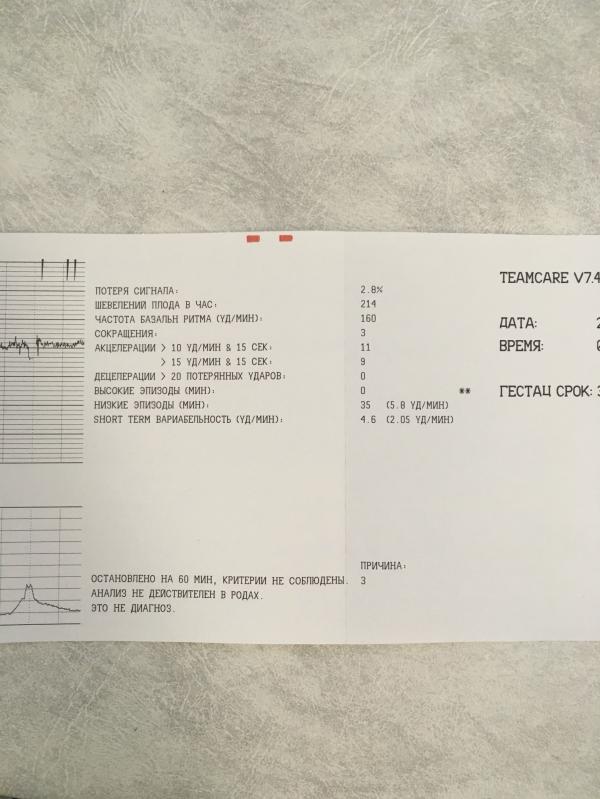 TEAMCARE V7.4
ДАТА: 2
ВРЕМЯ: 0
ГЕСТАЦ СРОК: 3
ПОТЕРЯ СИГНАЛА: 2.8%
ШЕВЕЛЕНИЙ ПЛОДА В ЧАС: 214
ЧАСТОТА БАЗАЛЬН РИТМА (УД/МИН): 160
СОКРАЩЕНИЯ: 3
АКЦЕЛЕРАЦИИ > 10 УД/МИН & 15 СЕК: 11
> 15 УД/МИН & 15 СЕК: 9
ДЕЦЕЛЕРАЦИИ > 20 ПОТЕРЯННЫХ УДАРОВ: 0
ВЫСОКИЕ ЭПИЗОДЫ (МИН): 0 **
НИЗКИЕ ЭПИЗОДЫ (МИН): 35 (5.8 УД/МИН)
SHORT TERM ВАРИАБЕЛЬНОСТЬ (УД/МИН): 4.6 (2.05 УД/МИН)
ПРИЧИНА:
ОСТАНОВЛЕНО НА 60 МИН, КРИТЕРИИ НЕ СОБЛЮДЕНЫ. 3
АНАЛИЗ НЕ ДЕЙСТВИТЕЛЕН В РОДАХ.
ЭТО НЕ ДИАГНОЗ.